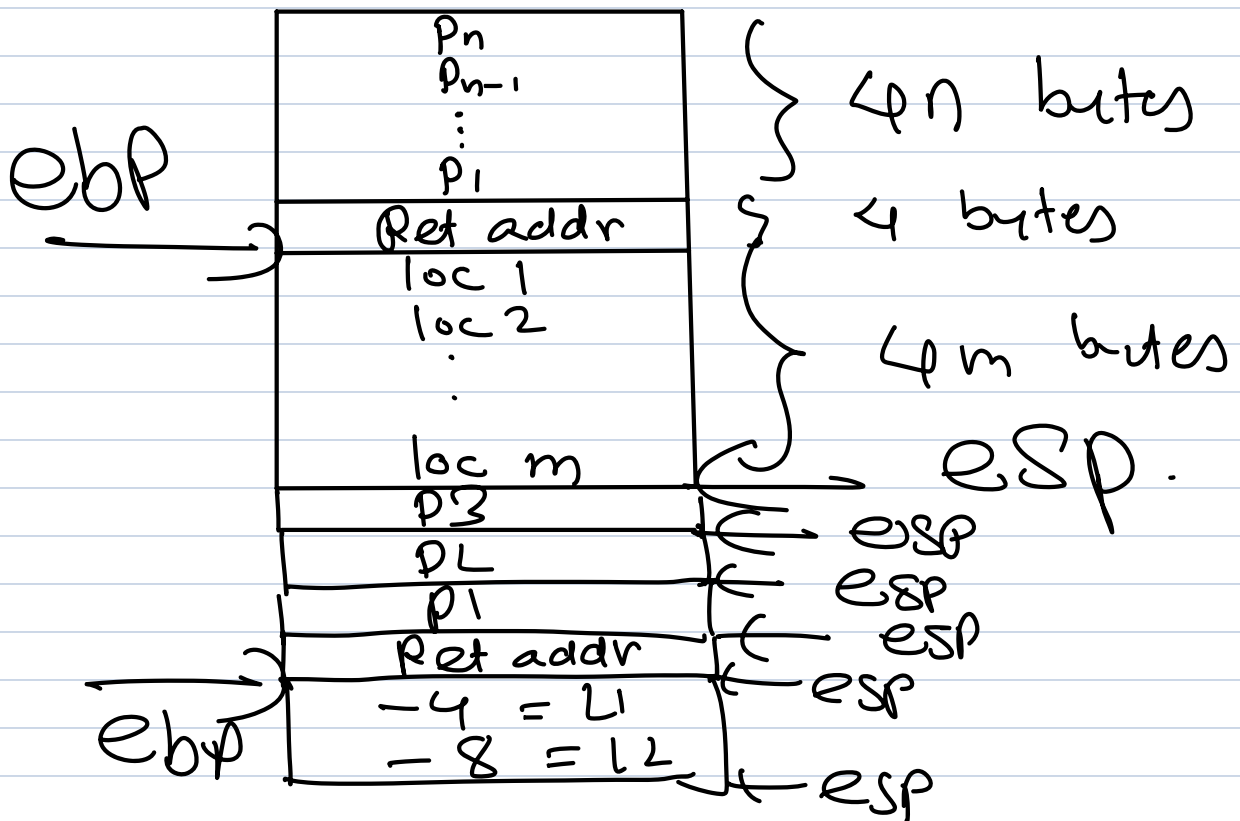 Pn
Pn-1
⋮
P1
4n bytes
ebp
Ret addr
4 bytes
loc 1
loc 2
.
.
loc m
4m bytes
esp.
P3
esp
P2
esp
P1
esp
Ret addr
esp
ebp
-4 = l1
-8 = l2
esp